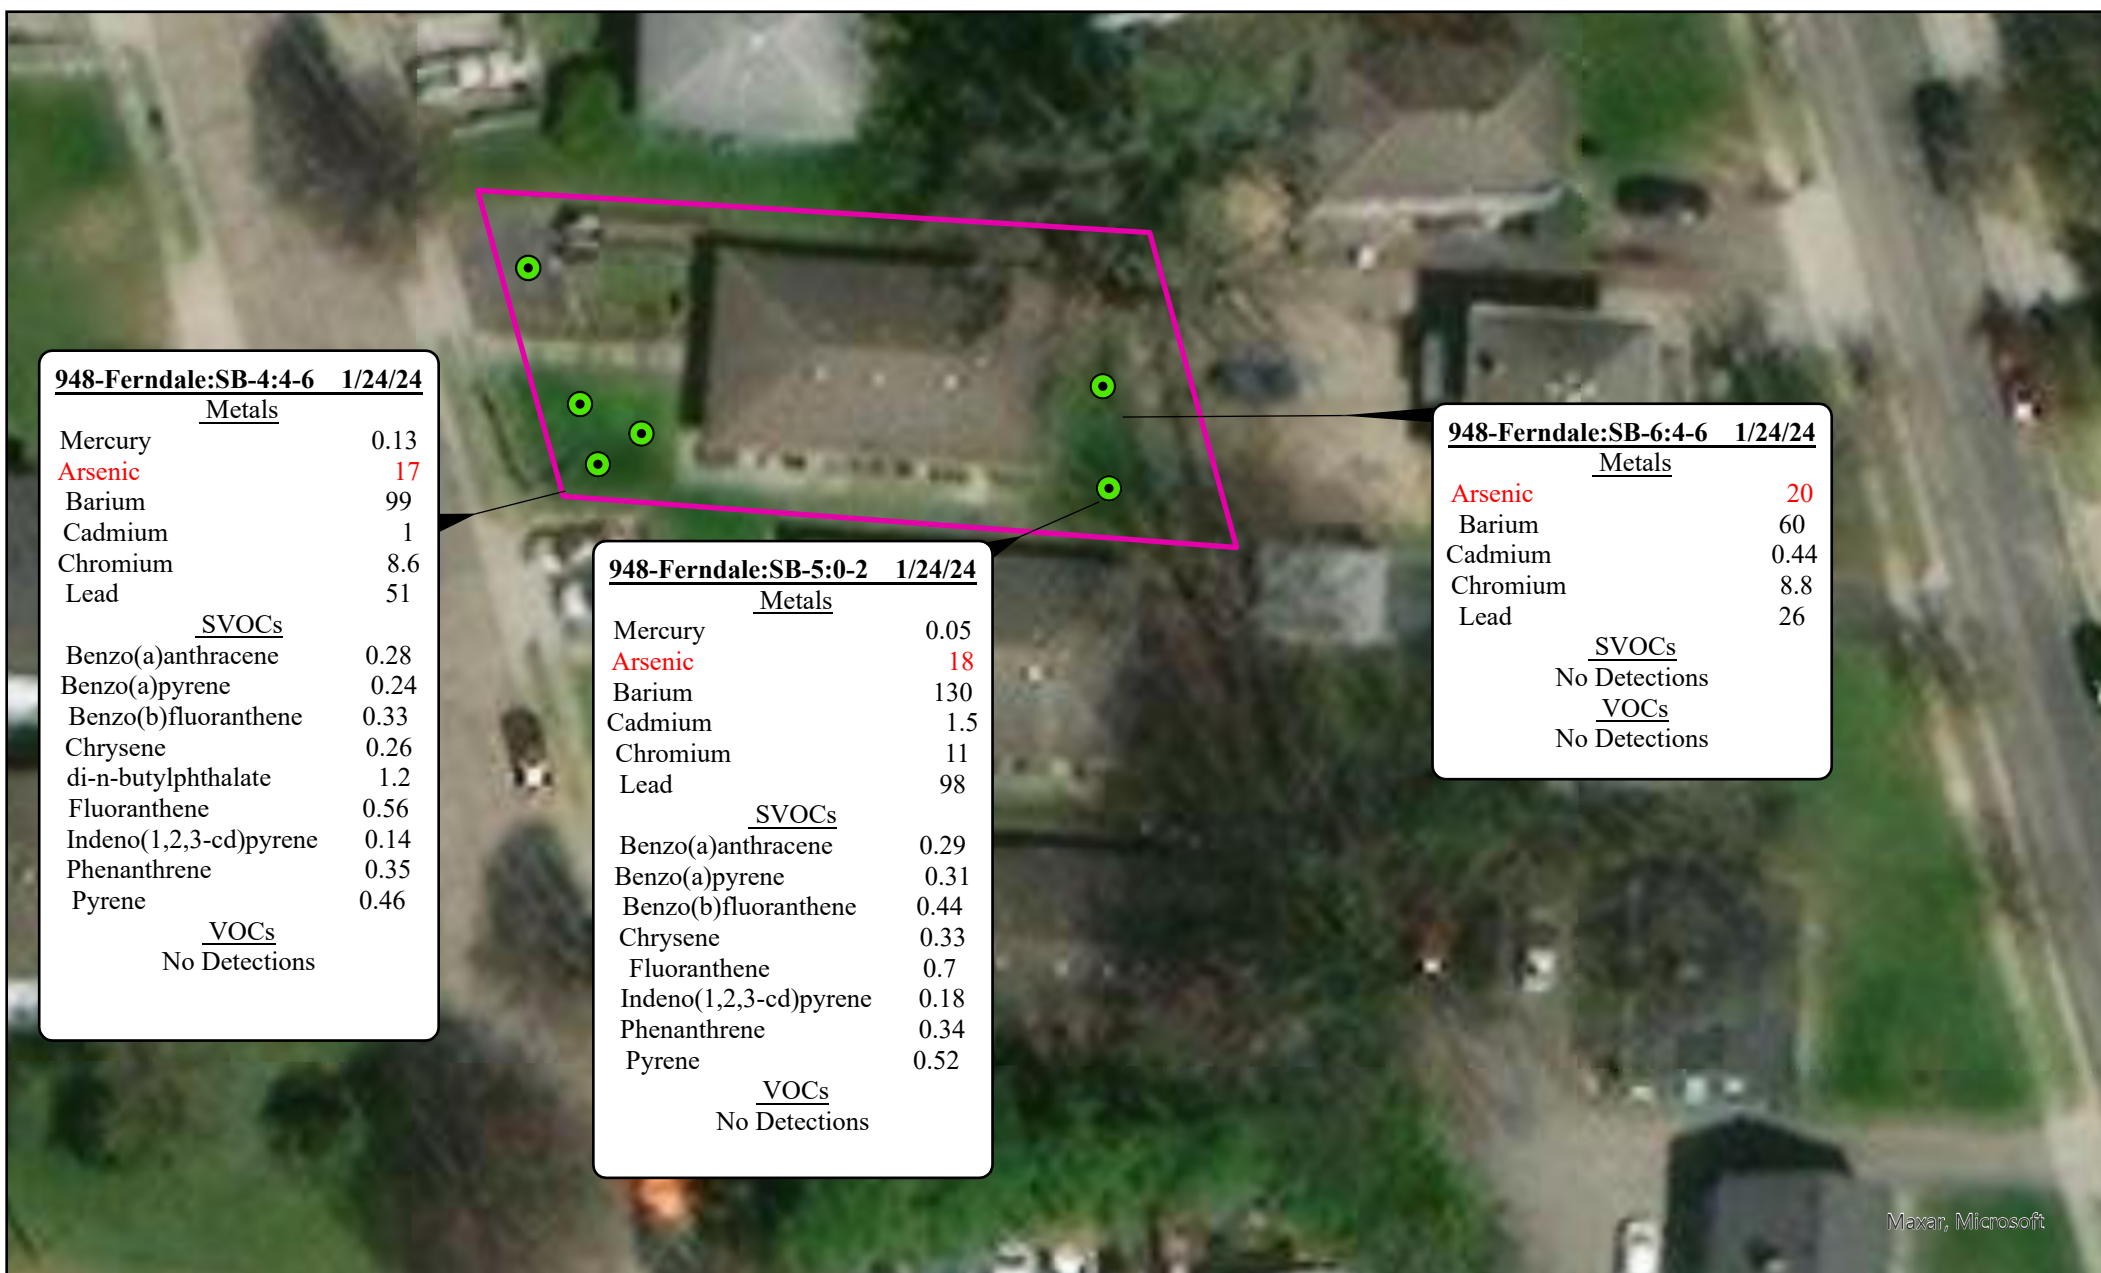 948-Ferndale:SB-4:4-6 1/24/24
Metals
Mercury 0.13
Arsenic 17
Barium 99
Cadmium 1
Chromium 8.6
Lead 51
SVOCs
Benzo(a)anthracene 0.28
Benzo(a)pyrene 0.24
Benzo(b)fluoranthene 0.33
Chrysene 0.26
di-n-butylphthalate 1.2
Fluoranthene 0.56
Indeno(1,2,3-cd)pyrene 0.14
Phenanthrene 0.35
Pyrene 0.46
VOCs
No Detections
948-Ferndale:SB-5:0-2 1/24/24
Metals
Mercury 0.05
Arsenic 18
Barium 130
Cadmium 1.5
Chromium 11
Lead 98
SVOCs
Benzo(a)anthracene 0.29
Benzo(a)pyrene 0.31
Benzo(b)fluoranthene 0.44
Chrysene 0.33
Fluoranthene 0.7
Indeno(1,2,3-cd)pyrene 0.18
Phenanthrene 0.34
Pyrene 0.52
VOCs
No Detections
948-Ferndale:SB-6:4-6 1/24/24
Metals
Arsenic 20
Barium 60
Cadmium 0.44
Chromium 8.8
Lead 26
SVOCs
No Detections
VOCs
No Detections
Maxar, Microsoft